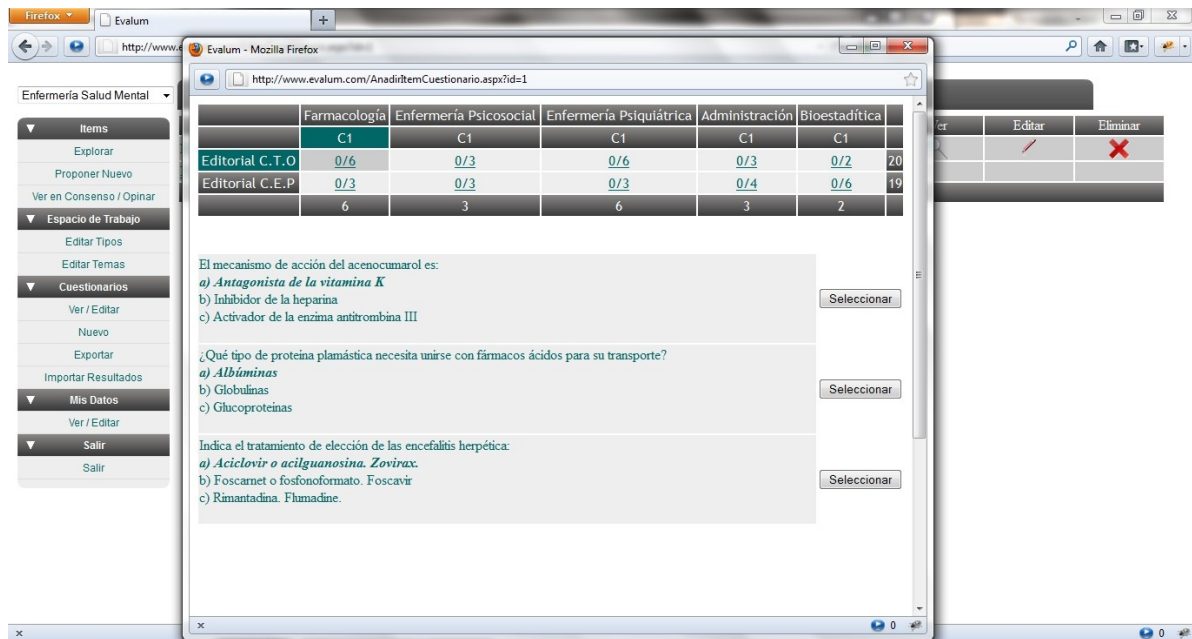 Firefox
Evalum
http://www.e
Evalum - Mozilla Firefox
http://www.evalum.com/AnadirItemCuestionario.aspx?id=1
Enfermería Salud Mental
Items
Explorar
Proponer Nuevo
Ver en Consenso / Opinar
Espacio de Trabajo
Editar Tipos
Editar Temas
Cuestionarios
Ver / Editar
Nuevo
Exportar
Importar Resultados
Mis Datos
Ver / Editar
Salir
Salir
Farmacología Enfermería Psicosocial Enfermería Psiquiátrica Administración Bioestadítica
C1 C1 C1 C1 C1
Editorial C.T.O 0/6 0/3 0/6 0/3 0/2 20
Editorial C.E.P 0/3 0/3 0/3 0/4 0/6 19
6 3 6 3 2
El mecanismo de acción del acenocumarol es:
a) Antagonista de la vitamina K
b) Inhibidor de la heparina
c) Activador de la enzima antitrombina III
Seleccionar
¿Qué tipo de proteina plamástica necesita unirse con fármacos ácidos para su transporte?
a) Albúminas
b) Globulinas
c) Glucoproteinas
Seleccionar
Indica el tratamiento de elección de las encefalitis herpética:
a) Aciclovir o acilguanosina. Zovirax.
b) Foscarnet o fosfonoformato. Foscavir
c) Rimantadina. Flumadine.
Seleccionar
er Editar Eliminar
x 0
x 0